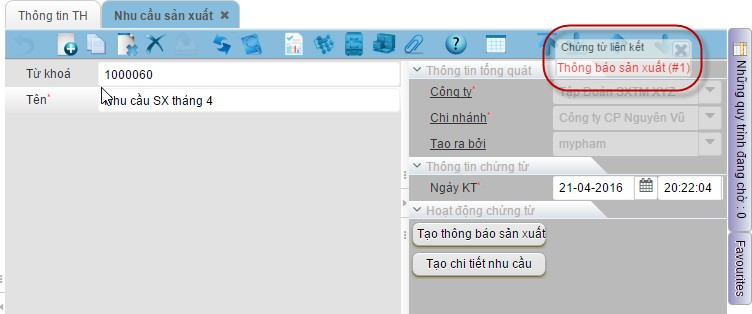 Thông tin TH
Nhu cầu sản xuất
Từ khoá
1000060
Tên*
Nhu cầu SX tháng 4
Chứng từ liên kết
Thông báo sản xuất (#1)
Thông tin tổng quát
Công ty*
Tập Đoàn SXTM XYZ
Chi nhánh*
Công ty CP Nguyên Vũ
Tạo ra bởi
mypham
Thông tin chứng từ
Ngày KT*
21-04-2016
20:22:04
Hoạt động chứng từ
Tạo thông báo sản xuất
Tạo chi tiết nhu cầu
Những quy trình đang chờ : 0
Favourites